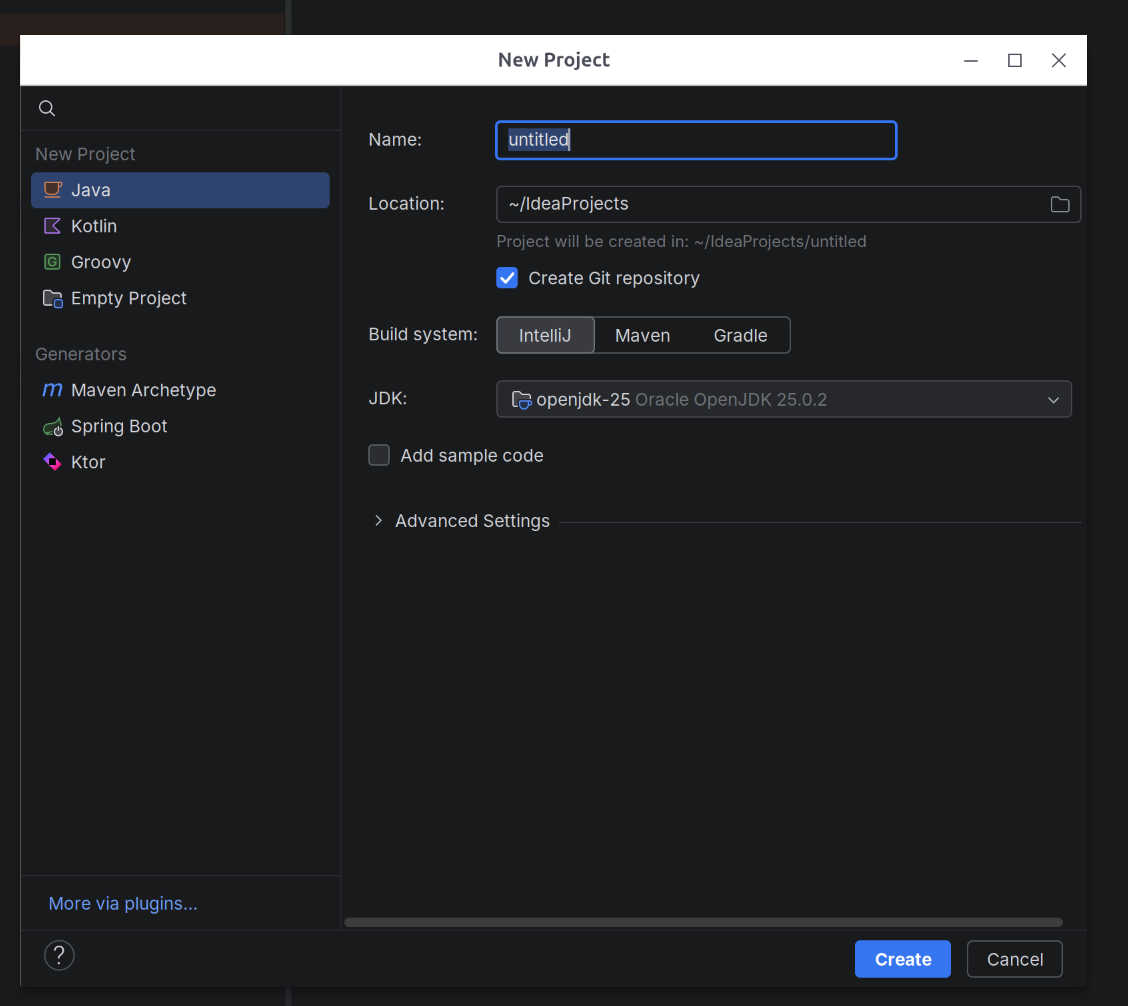 New Project
New Project
Java
Kotlin
Groovy
Empty Project
Generators
Maven Archetype
Spring Boot
Ktor
More via plugins...
Name: untitled
Location: ~/IdeaProjects
Project will be created in: ~/IdeaProjects/untitled
Create Git repository
Build system: IntelliJ Maven Gradle
JDK: openjdk-25 Oracle OpenJDK 25.0.2
Add sample code
Advanced Settings
? Create Cancel